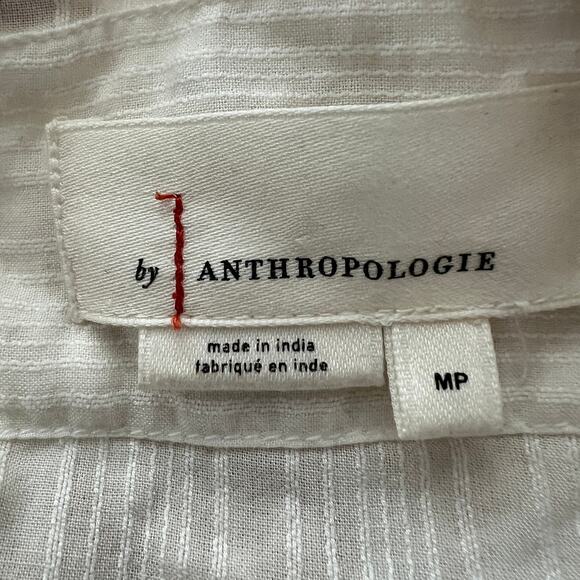 by ANTHROPOLOGIE
made in india
fabriqué en inde
MP